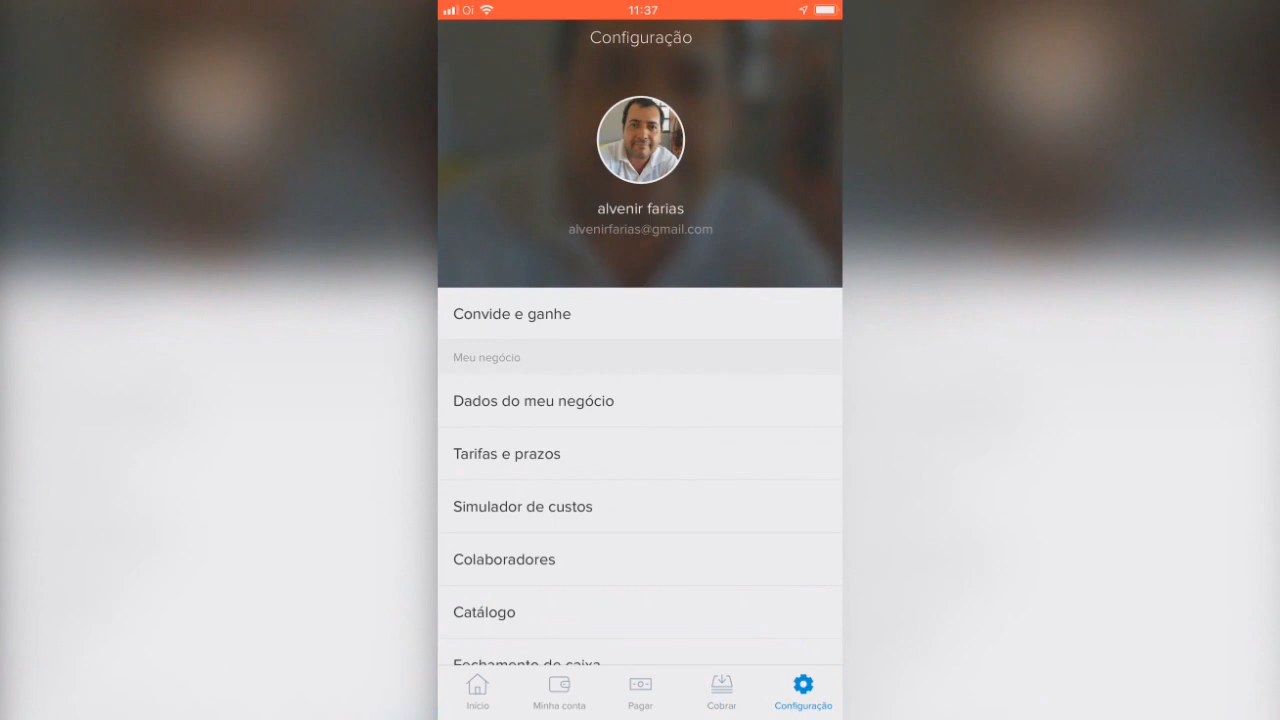 Oi
11:37
Configuração
alvenir farias
alvenirfarias@gmail.com
Convide e ganhe
Meu negócio
Dados do meu negócio
Tarifas e prazos
Simulador de custos
Colaboradores
Catálogo
Fechamento de caixa
Início
Minha conta
Pagar
Cobrar
Configuração